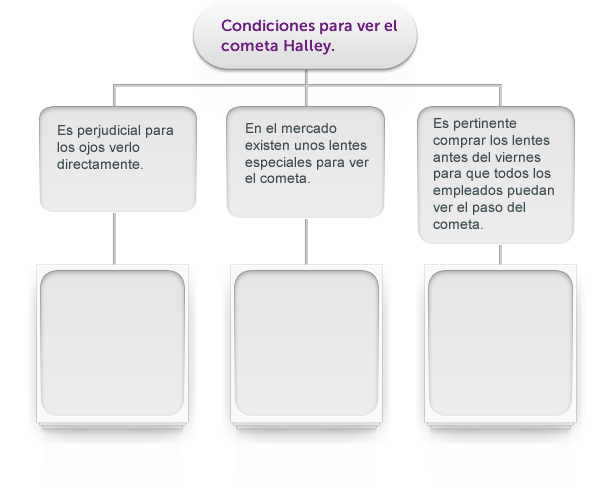 Condiciones para ver el
cometa Halley.
Es perjudicial para
los ojos verlo
directamente.
En el mercado
existen unos lentes
especiales para ver
el cometa.
Es pertinente
comprar los lentes
antes del viernes
para que todos los
empleados puedan
ver el paso del
cometa.